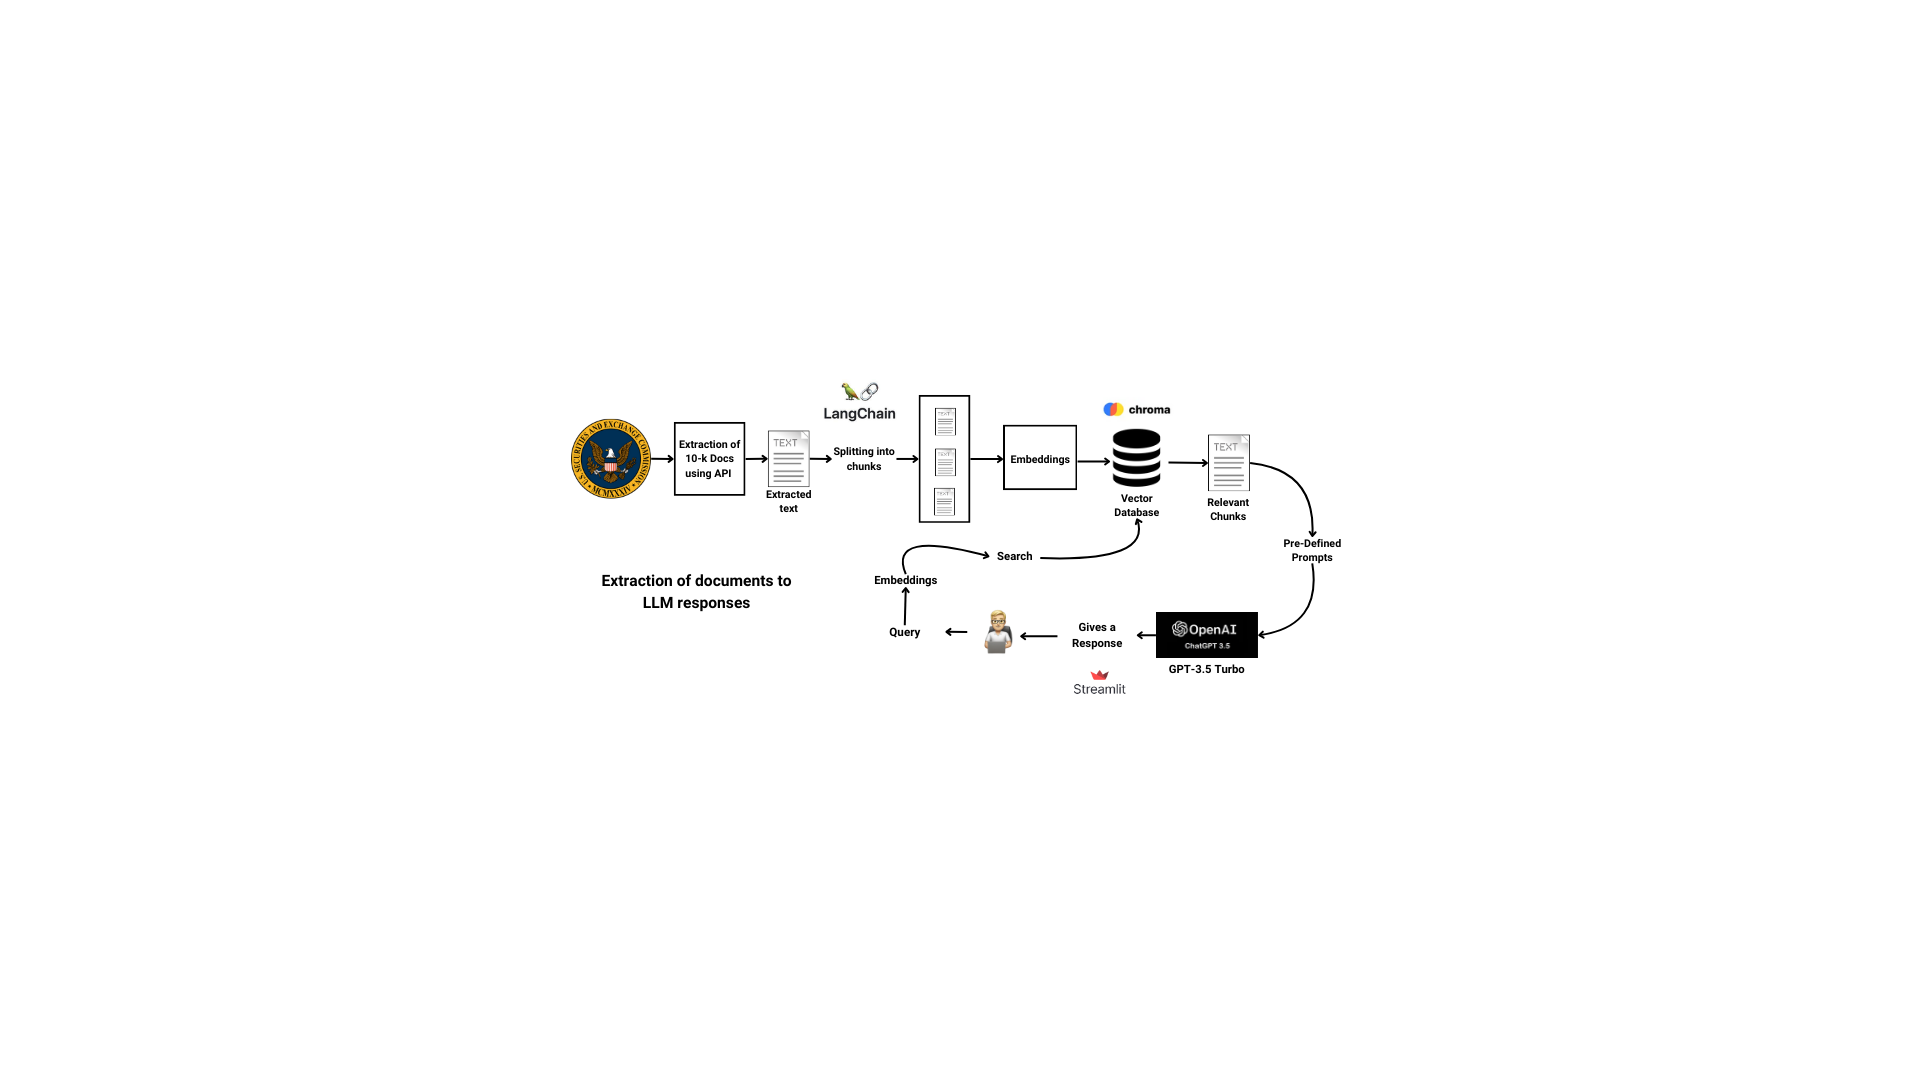 LangChain
chroma
U.S. SECURITIES AND EXCHANGE COMMISSION
MCMXXXIV
Extraction of
10-k Docs
using API
TEXT
Extracted
text
Splitting into
chunks
TEXT
TEXT
TEXT
Embeddings
Vector
Database
TEXT
Relevant
Chunks
Pre-Defined
Prompts
Search
Embeddings
Query
Extraction of documents to
LLM responses
Gives a
Response
OpenAI
ChatGPT 3.5
GPT-3.5 Turbo
Streamlit